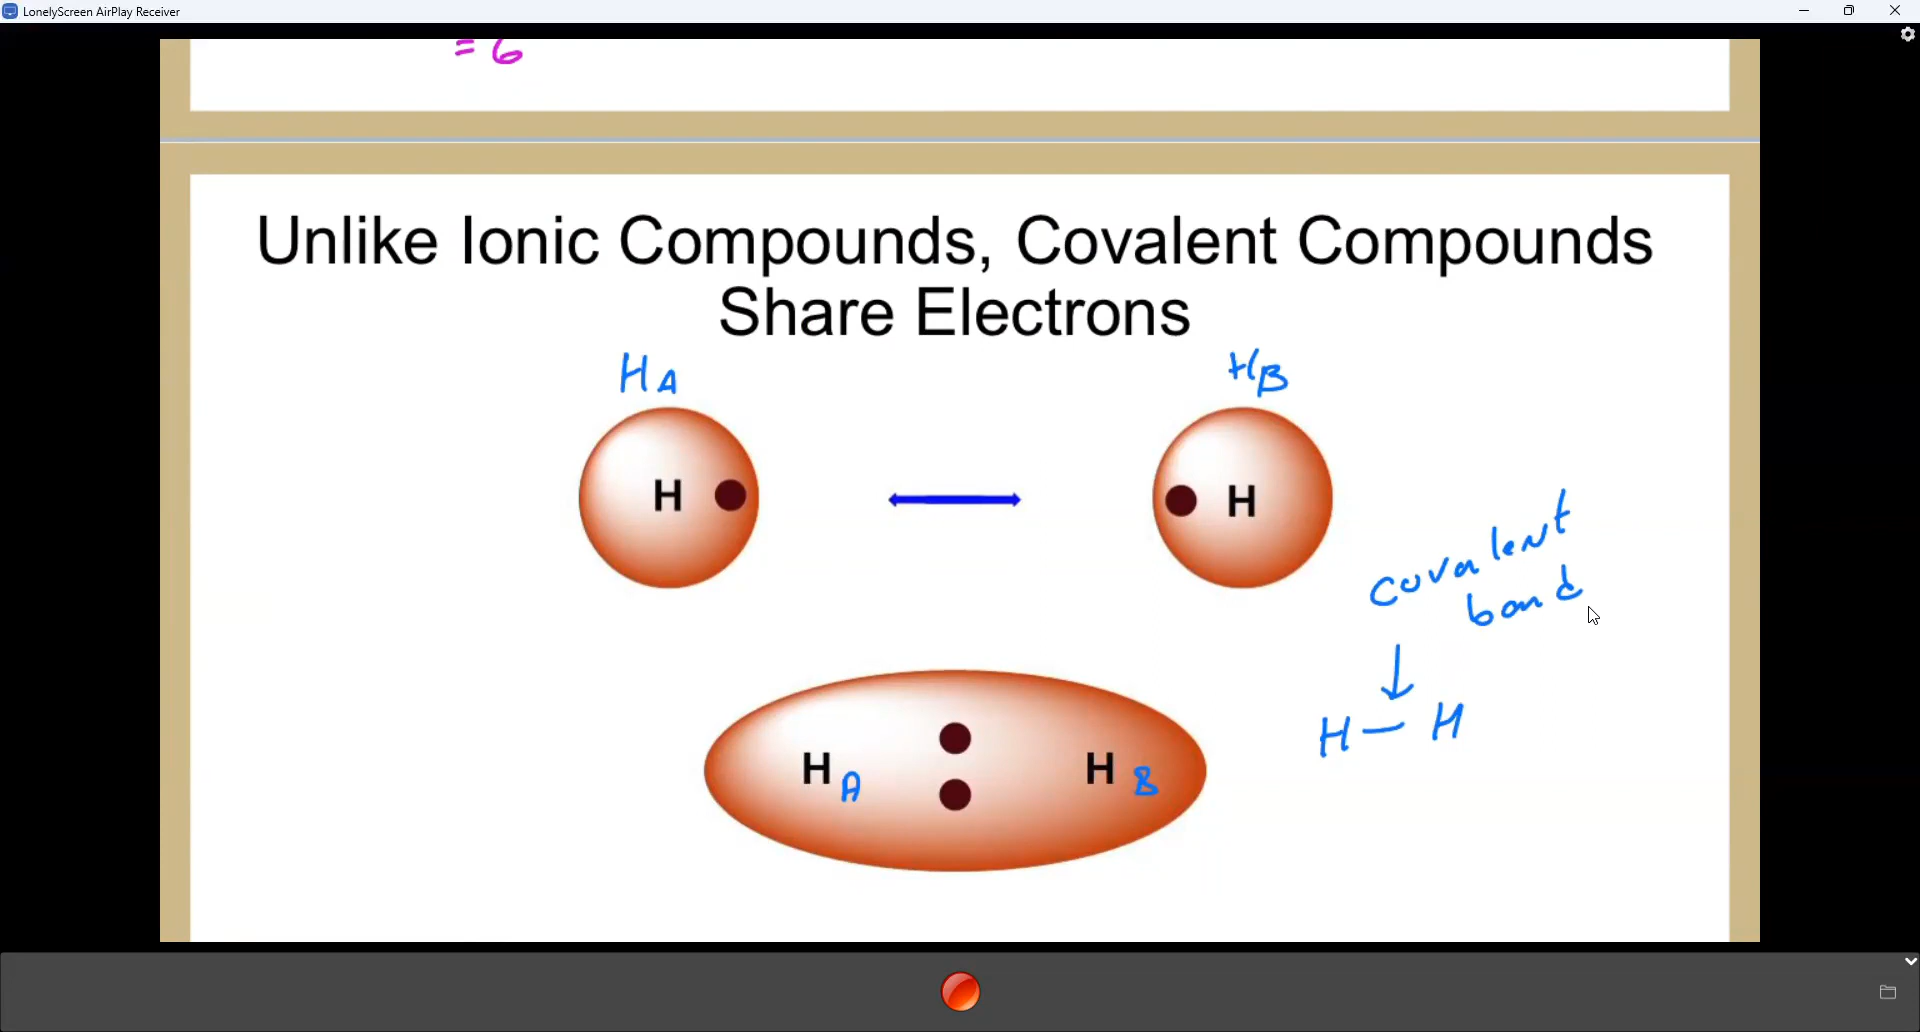 LonelyScreen AirPlay Receiver
= 6
Unlike Ionic Compounds, Covalent Compounds
Share Electrons
HA
HB
H
H
covalent
bond
H A
H B
H — H